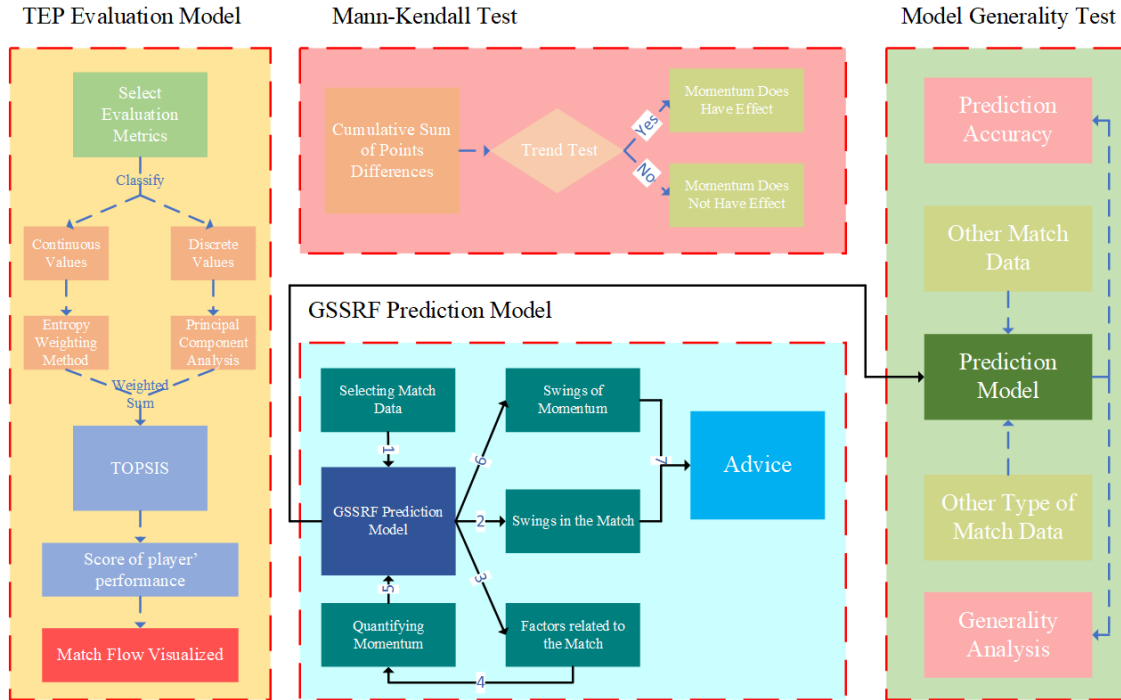 TEP Evaluation Model
Select
Evaluation
Metrics
Classify
Continuous
Values
Discrete
Values
Entropy
Weighting
Method
Principal
Component
Analysis
Weighted
Sum
TOPSIS
Score of player’
performance
Match Flow Visualized
Mann-Kendall Test
Cumulative Sum
of Points
Differences
Trend Test
Yes
No
Momentum Does
Have Effect
Momentum Does
Not Have Effect
GSSRF Prediction Model
Selecting Match
Data
1
GSSRF Prediction
Model
5
Quantifying
Momentum
6
2
3
4
Swings of
Momentum
Swings in the Match
Factors related to
the Match
7
Advice
Model Generality Test
Prediction
Accuracy
Other Match
Data
Prediction
Model
Other Type of
Match Data
Generality
Analysis